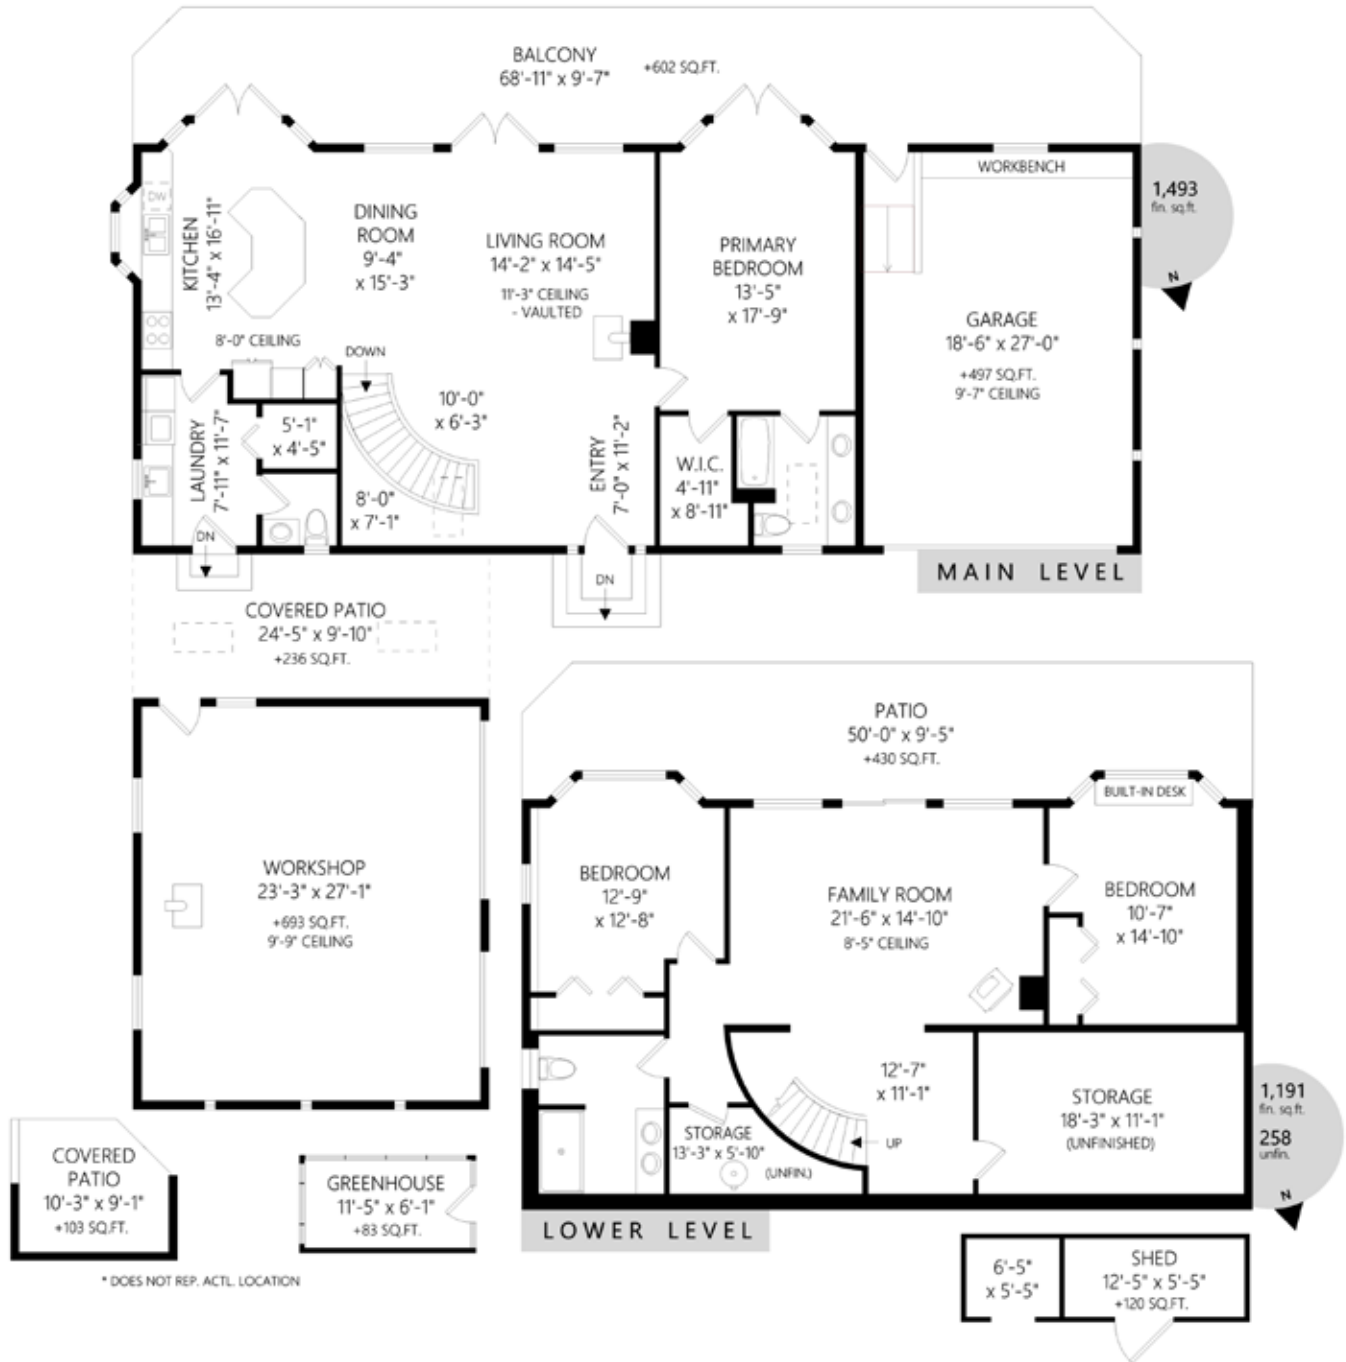 BALCONY
68'-11" x 9'-7"
+602 SQ.FT.
WORKBENCH
1,493
fin. sq.ft.
N
DW
KITCHEN
13'-4" x 16'-11"
DINING
ROOM
9'-4"
x 15'-3"
LIVING ROOM
14'-2" x 14'-5"
11'-3" CEILING
- VAULTED
PRIMARY
BEDROOM
13'-5"
x 17'-9"
GARAGE
18'-6" x 27'-0"
+497 SQ.FT.
9'-7" CEILING
8'-0" CEILING
DOWN
10'-0"
x 6'-3"
LAUNDRY
7'-11" x 11'-7"
5'-1"
x 4'-5"
8'-0"
x 7'-1"
ENTRY
7'-0" x 11'-2"
W.I.C.
4'-11"
x 8'-11"
DN
DN
MAIN LEVEL
COVERED PATIO
24'-5" x 9'-10"
+236 SQ.FT.
WORKSHOP
23'-3" x 27'-1"
+693 SQ.FT.
9'-9" CEILING
PATIO
50'-0" x 9'-5"
+430 SQ.FT.
BUILT-IN DESK
BEDROOM
12'-9"
x 12'-8"
FAMILY ROOM
21'-6" x 14'-10"
8'-5" CEILING
BEDROOM
10'-7"
x 14'-10"
12'-7"
x 11'-1"
UP
STORAGE
13'-3" x 5'-10"
(UNFIN.)
STORAGE
18'-3" x 11'-1"
(UNFINISHED)
1,191
fin. sq.ft.
258
unfin.
N
LOWER LEVEL
COVERED
PATIO
10'-3" x 9'-1"
+103 SQ.FT.
GREENHOUSE
11'-5" x 6'-1"
+83 SQ.FT.
* DOES NOT REP. ACTL. LOCATION
6'-5"
x 5'-5"
SHED
12'-5" x 5'-5"
+120 SQ.FT.